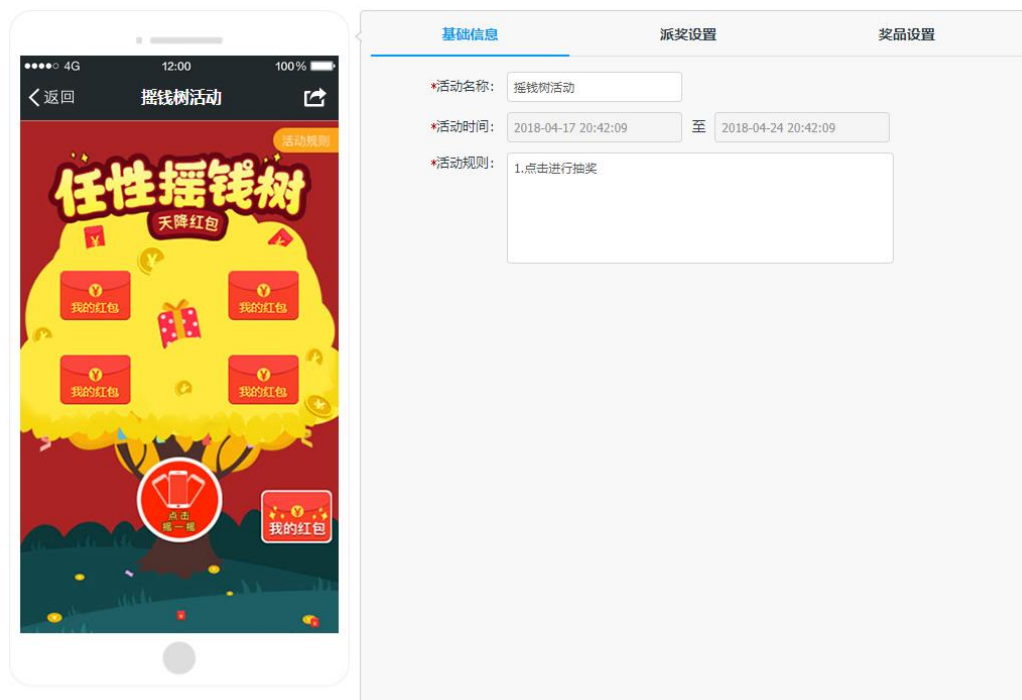 ●●●●○ 4G 12:00 100%
返回 摇钱树活动
活动规则
任性摇钱树
天降红包
我的红包 我的红包
我的红包 我的红包
点击
摇一摇
我的红包
基础信息 派奖设置 奖品设置
*活动名称: 摇钱树活动
*活动时间: 2018-04-17 20:42:09 至 2018-04-24 20:42:09
*活动规则: 1.点击进行抽奖